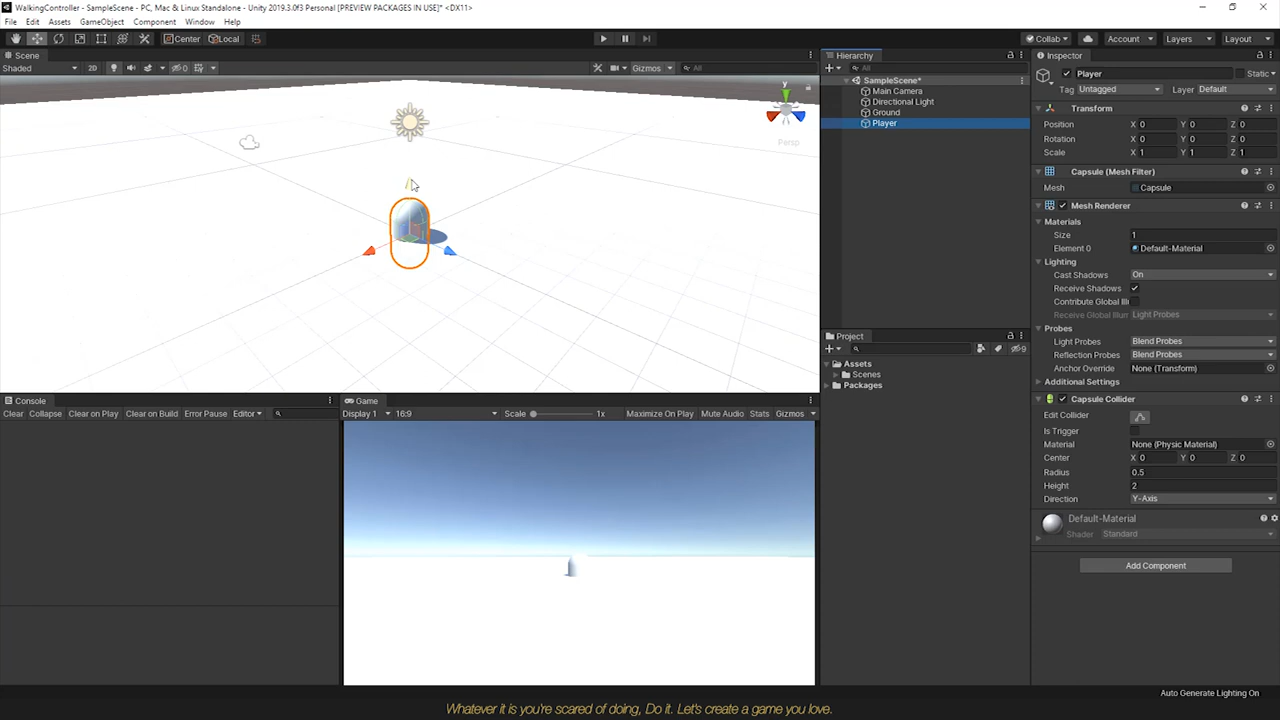 WalkingController - SampleScene - PC, Mac & Linux Standalone - Unity 2019.3.0f3 Personal [PREVIEW PACKAGES IN USE]* <DX11>
File Edit Assets GameObject Component Window Help
Center Local Collab Account Layers Layout
Scene
Shaded 2D 0 Gizmos All
y
Persp
Hierarchy
All
SampleScene*
Main Camera
Directional Light
Ground
Player
Project
9
Assets
Scenes
Packages
Console
Clear Collapse Clear on Play Clear on Build Error Pause Editor
Game
Display 1 16:9 Scale 1x Maximize On Play Mute Audio Stats Gizmos
Inspector
Player Static
Tag Untagged Layer Default
Transform
Position X 0 Y 0 Z 0
Rotation X 0 Y 0 Z 0
Scale X 1 Y 1 Z 1
Capsule (Mesh Filter)
Mesh Capsule
Mesh Renderer
Materials
Size 1
Element 0 Default-Material
Lighting
Cast Shadows On
Receive Shadows
Contribute Global Illu
Receive Global Illum Light Probes
Probes
Light Probes Blend Probes
Reflection Probes Blend Probes
Anchor Override None (Transform)
Additional Settings
Capsule Collider
Edit Collider
Is Trigger
Material None (Physic Material)
Center X 0 Y 0 Z 0
Radius 0.5
Height 2
Direction Y-Axis
Default-Material
Shader Standard
Add Component
Auto Generate Lighting On
Whatever it is you're scared of doing, Do it. Let's create a game you love.